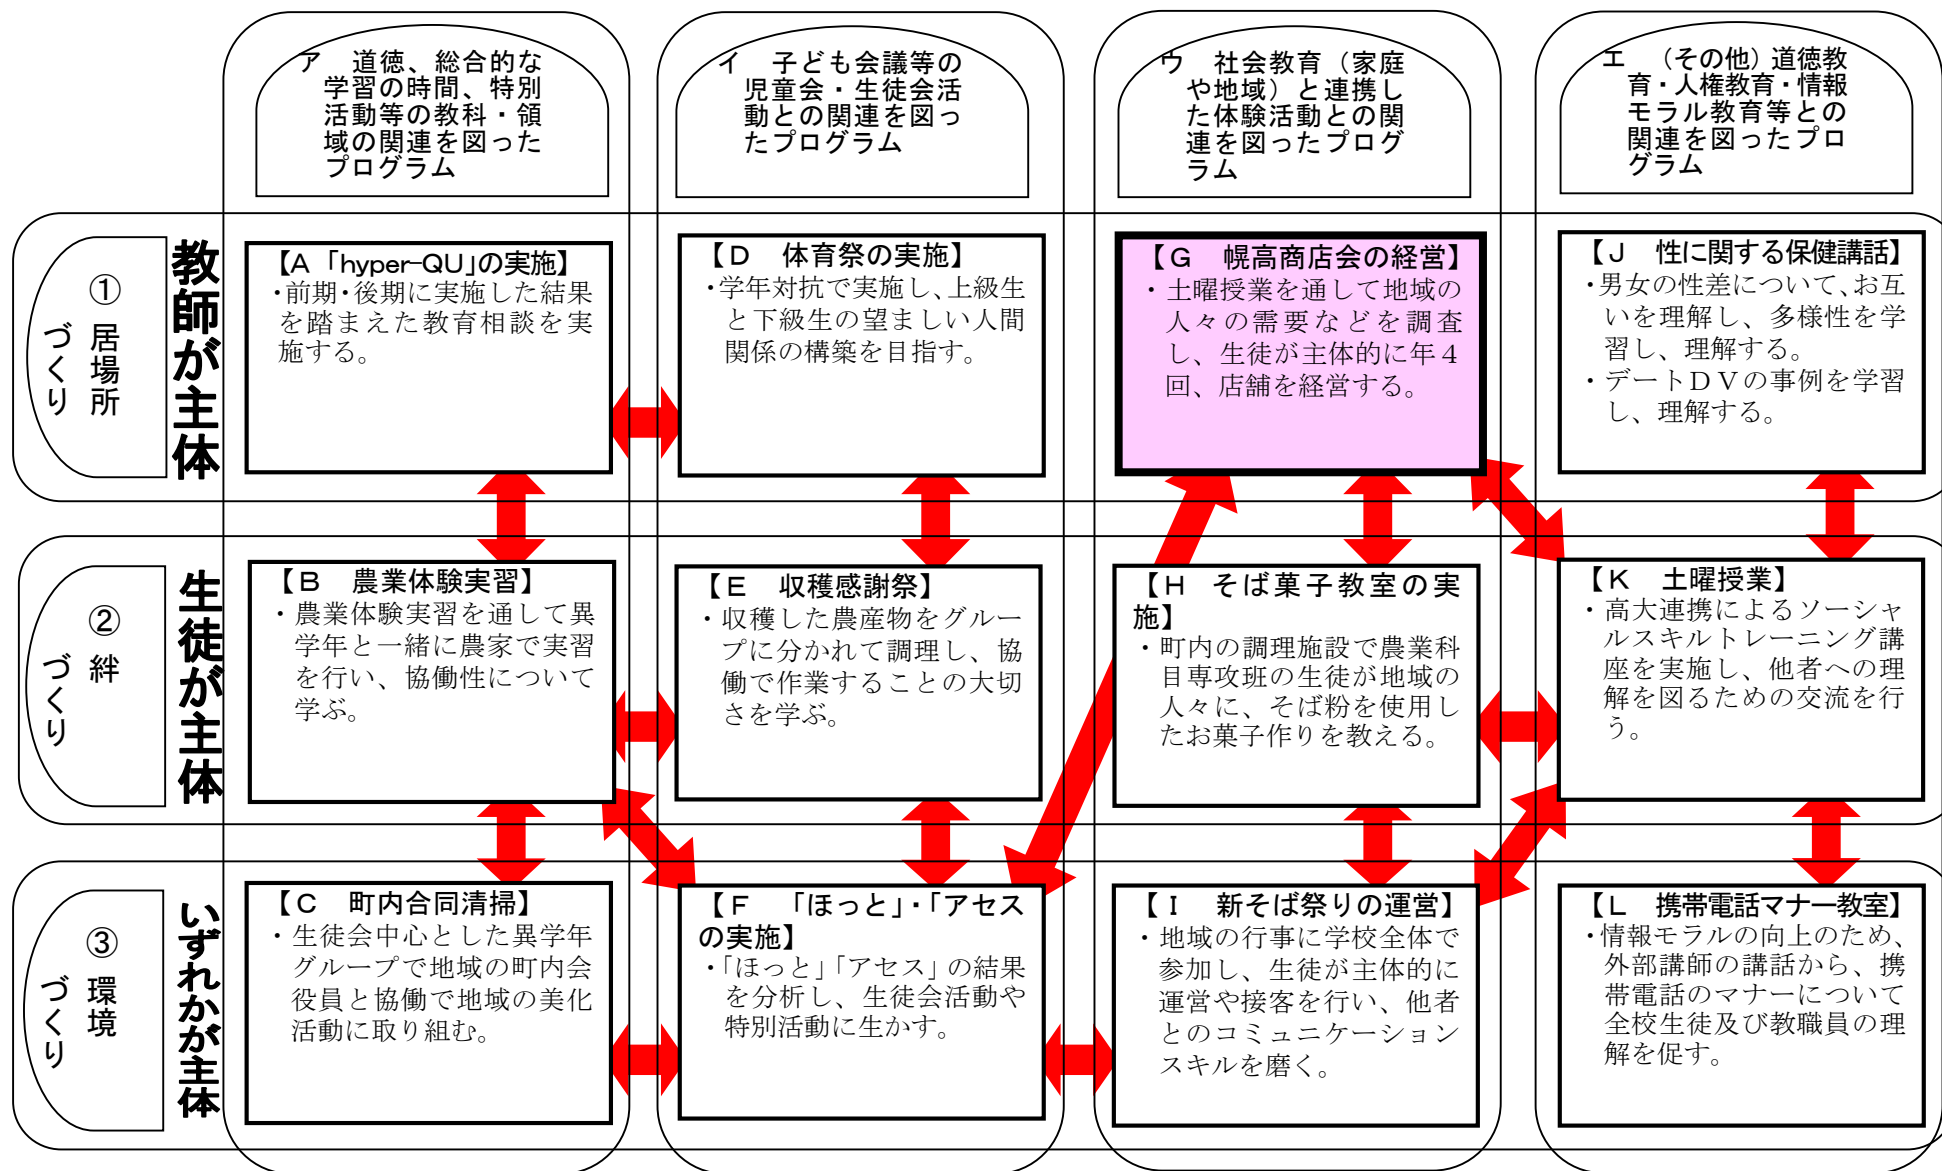 ア　道徳、総合的な
学習の時間、特別
活動等の教科・領
域の関連を図った
プログラム
イ　子ども会議等の
児童会・生徒会活
動との関連を図っ
たプログラム
ウ　社会教育（家庭
や地域）と連携し
た体験活動との関
連を図ったプログ
ラム
エ　（その他）道徳教
育・人権教育・情報
モラル教育等との
関連を図ったプロ
グラム
①居場所
づくり
教師が主体
【A「hyper-QU」の実施】
・前期・後期に実施した結果
を踏まえた教育相談を実
施する。
【Ｄ　体育祭の実施】
・学年対抗で実施し、上級生
と下級生の望ましい人間
関係の構築を目指す。
【Ｇ　幌高商店会の経営】
・土曜授業を通して地域の
人々の需要などを調査
し、生徒が主体的に年４
回、店舗を経営する。
【Ｊ　性に関する保健講話】
・男女の性差について、お互
いを理解し、多様性を学
習し、理解する。
・デートＤＶの事例を学習
し、理解する。
②絆
づくり
生徒が主体
【Ｂ　農業体験実習】
・農業体験実習を通して異
学年と一緒に農家で実習
を行い、協働性について
学ぶ。
【Ｅ　収穫感謝祭】
・収穫した農産物をグルー
プに分かれて調理し、協
働で作業することの大切
さを学ぶ。
【Ｈ　そば菓子教室の実
施】
・町内の調理施設で農業科
目専攻班の生徒が地域の
人々に、そば粉を使用し
たお菓子作りを教える。
【Ｋ　土曜授業】
・高大連携によるソーシャ
ルスキルトレーニング講
座を実施し、他者への理
解を図るための交流を行
う。
③環境
づくり
いずれかが主体
【Ｃ　町内合同清掃】
・生徒会中心とした異学年
グループで地域の町内会
役員と協働で地域の美化
活動に取り組む。
【Ｆ　「ほっと」・「アセス
の実施】
・「ほっと」「アセス」の結果
を分析し、生徒会活動や
特別活動に生かす。
【Ｉ　新そば祭りの運営】
・地域の行事に学校全体で
参加し、生徒が主体的に
運営や接客を行い、他者
とのコミュニケーション
スキルを磨く。
【Ｌ　携帯電話マナー教室】
・情報モラルの向上のため、
外部講師の講話から、携
帯電話のマナーについて
全校生徒及び教職員の理
解を促す。